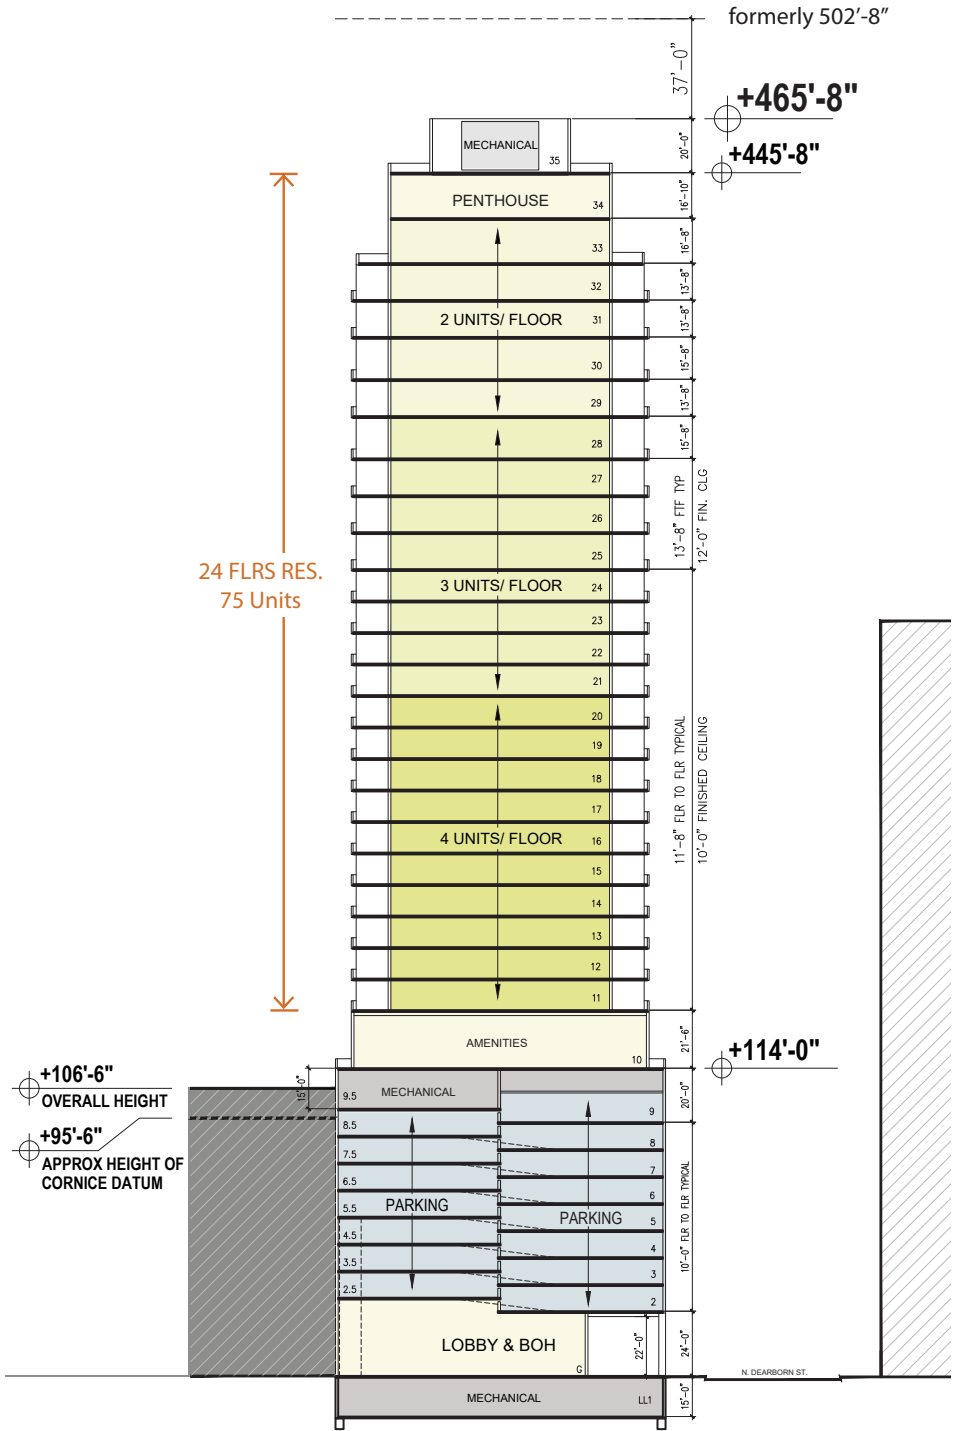 formerly 502'-8"
37'-0"
+465'-8"
MECHANICAL
35
20'-0"
+445'-8"
PENTHOUSE
34
16'-10"
33
16'-8"
32
13'-8"
2 UNITS/ FLOOR
31
13'-8"
30
15'-8"
29
13'-8"
28
15'-8"
27
13'-8" FTF TYP
12'-0" FIN. CLG
26
25
24 FLRS RES.
75 Units
3 UNITS/ FLOOR
24
23
22
21
20
19
11'-8" FLR TO FLR TYPICAL
10'-0" FINISHED CEILING
18
17
4 UNITS/ FLOOR
16
15
14
13
12
11
AMENITIES
10
21'-6"
+114'-0"
+106'-6"
OVERALL HEIGHT
15'-0"
9.5
MECHANICAL
9
20'-0"
+95'-6"
APPROX HEIGHT OF
CORNICE DATUM
8.5
8
7.5
7
6.5
6
5.5
PARKING
PARKING
5
4.5
4
3.5
3
2.5
2
10'-0" FLR TO FLR TYPICAL
LOBBY & BOH
G
22'-0"
24'-0"
N. DEARBORN ST.
MECHANICAL
LL1
15'-0"